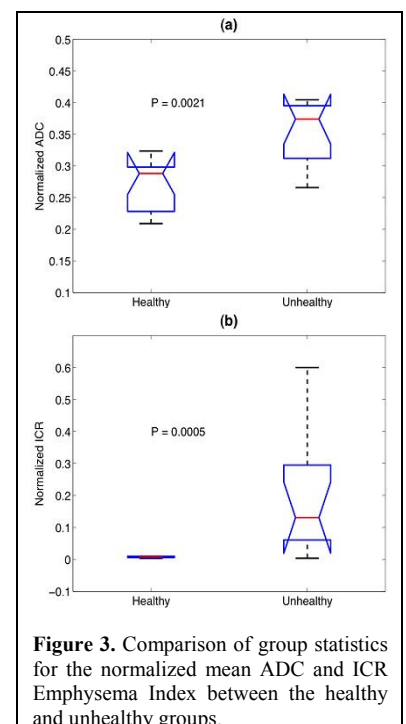 (a)
0.5
0.45
0.4
P = 0.0021
0.35
0.3
0.25
0.2
0.15
0.1
Normalized ADC
Healthy Unhealthy
(b)
0.6
0.5
0.4
P = 0.0005
0.3
0.2
0.1
0
−0.1
Normalized ICR
Healthy Unhealthy
Figure 3. Comparison of group statistics
for the normalized mean ADC and ICR
Emphysema Index between the healthy
and unhealthy groups.